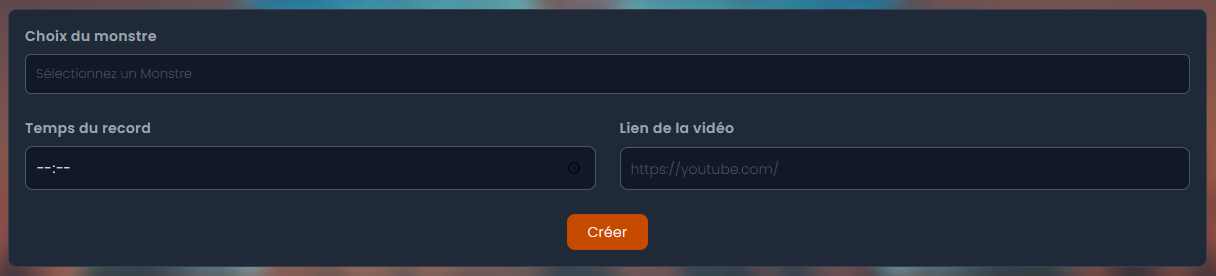 Choix du monstre
Sélectionnez un Monstre
Temps du record
Lien de la vidéo
--:--
https://youtube.com/
Créer